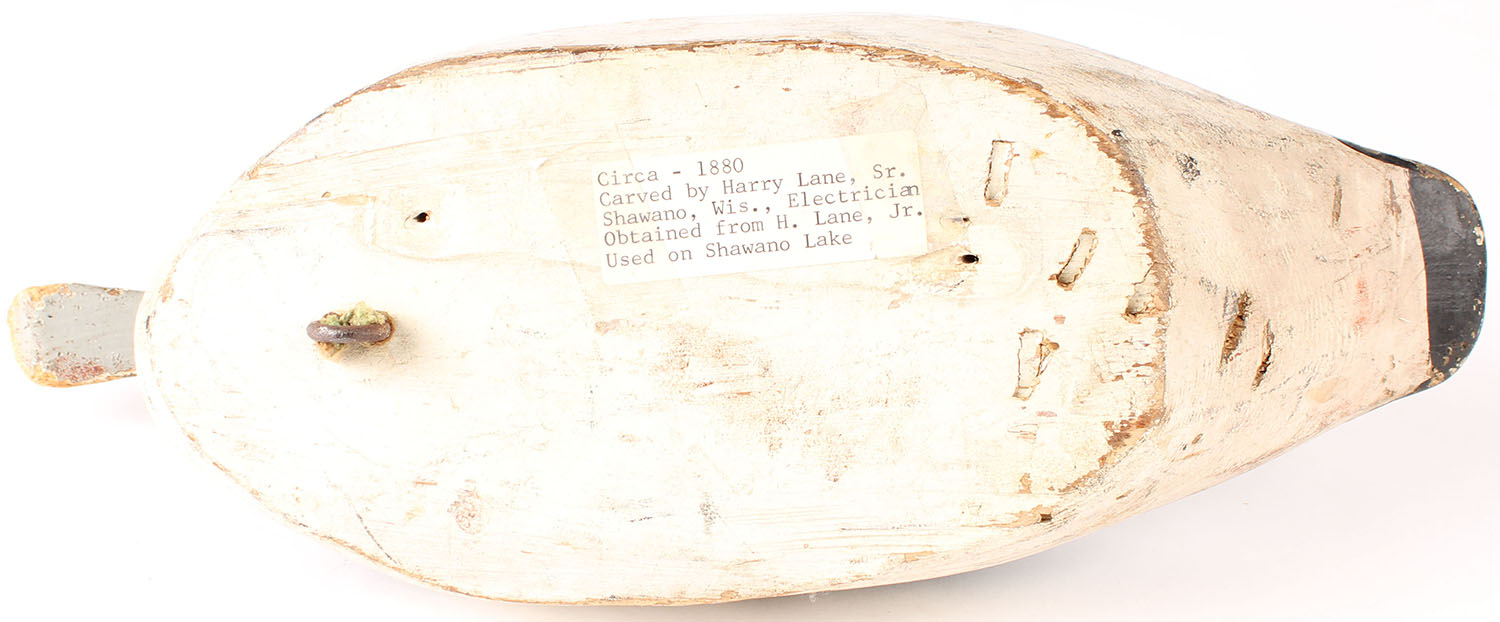 Circa - 1880
Carved by Harry Lane, Sr.
Shawano, Wis., Electrician
Obtained from H. Lane, Jr.
Used on Shawano Lake